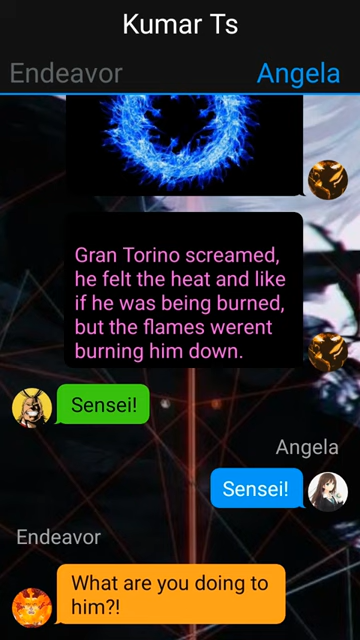 Kumar Ts
Endeavor
Angela
Gran Torino screamed,
he felt the heat and like
if he was being burned,
but the flames werent
burning him down.
Sensei!
Angela
Sensei!
Endeavor
What are you doing to
him?!